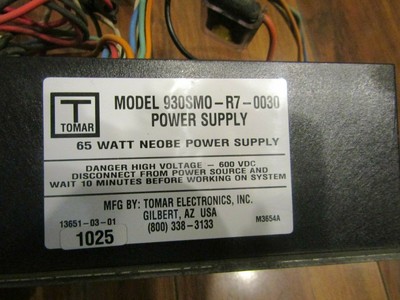 T
TOMAR
MODEL 930SMO-R7-0030
POWER SUPPLY
65 WATT NEOBE POWER SUPPLY
DANGER HIGH VOLTAGE - 600 VDC
DISCONNECT FROM POWER SOURCE AND
WAIT 10 MINUTES BEFORE WORKING ON SYSTEM
MFG BY: TOMAR ELECTRONICS, INC.
GILBERT, AZ USA
(800) 338-3133
13651-03-01
M3654A
1025